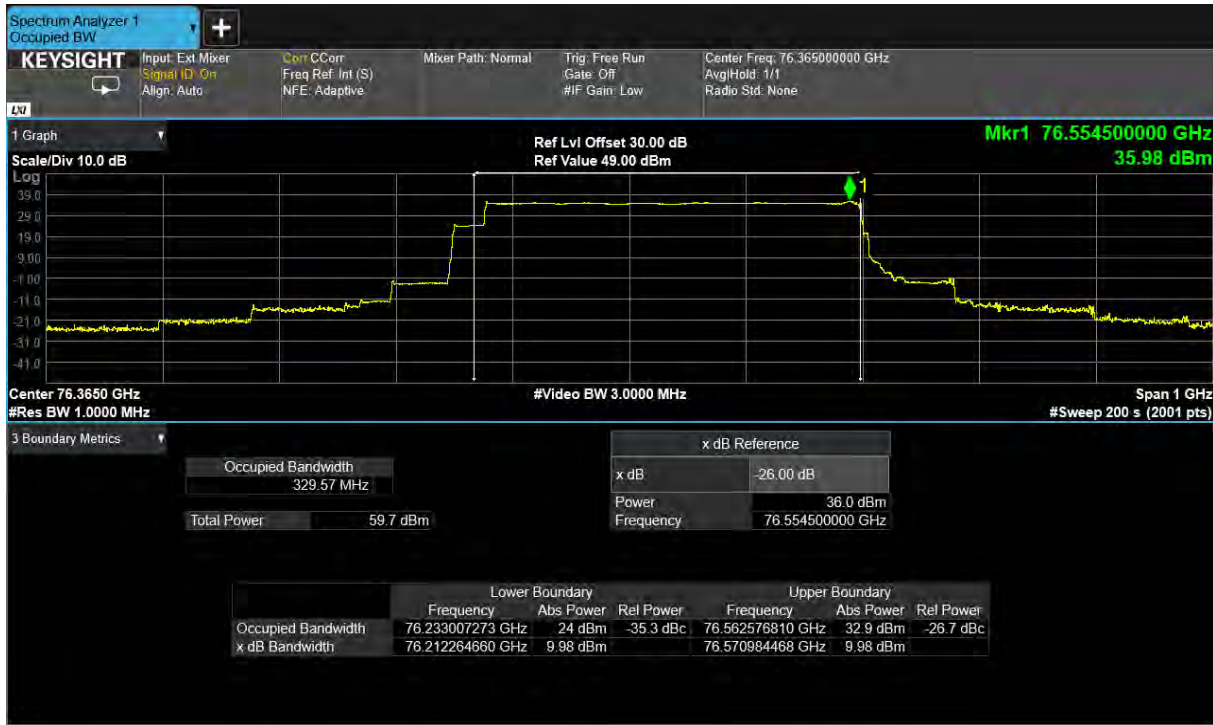 Spectrum Analyzer 1
Occupied BW
KEYSIGHT Input: Ext Mixer Corr CCorr Mixer Path: Normal Trig: Free Run Center Freq: 76.365000000 GHz
Signal ID: On Freq Ref: Int (S) Gate: Off Avg|Hold: 1/1
Align: Auto NFE: Adaptive #IF Gain: Low Radio Std: None
LXI
1 Graph Ref Lvl Offset 30.00 dB Mkr1 76.554500000 GHz
Scale/Div 10.0 dB Ref Value 49.00 dBm 35.98 dBm
Log
39.0
1
29.0
19.0
9.00
-1.00
-11.0
-21.0
-31.0
-41.0
Center 76.3650 GHz #Video BW 3.0000 MHz Span 1 GHz
#Res BW 1.0000 MHz #Sweep 200 s (2001 pts)
3 Boundary Metrics
x dB Reference
Occupied Bandwidth x dB -26.00 dB
329.57 MHz
Power 36.0 dBm
Total Power 59.7 dBm Frequency 76.554500000 GHz
Lower Boundary Upper Boundary
Frequency Abs Power Rel Power Frequency Abs Power Rel Power
Occupied Bandwidth 76.233007273 GHz 24 dBm -35.3 dBc 76.562576810 GHz 32.9 dBm -26.7 dBc
x dB Bandwidth 76.212264660 GHz 9.98 dBm 76.570984468 GHz 9.98 dBm